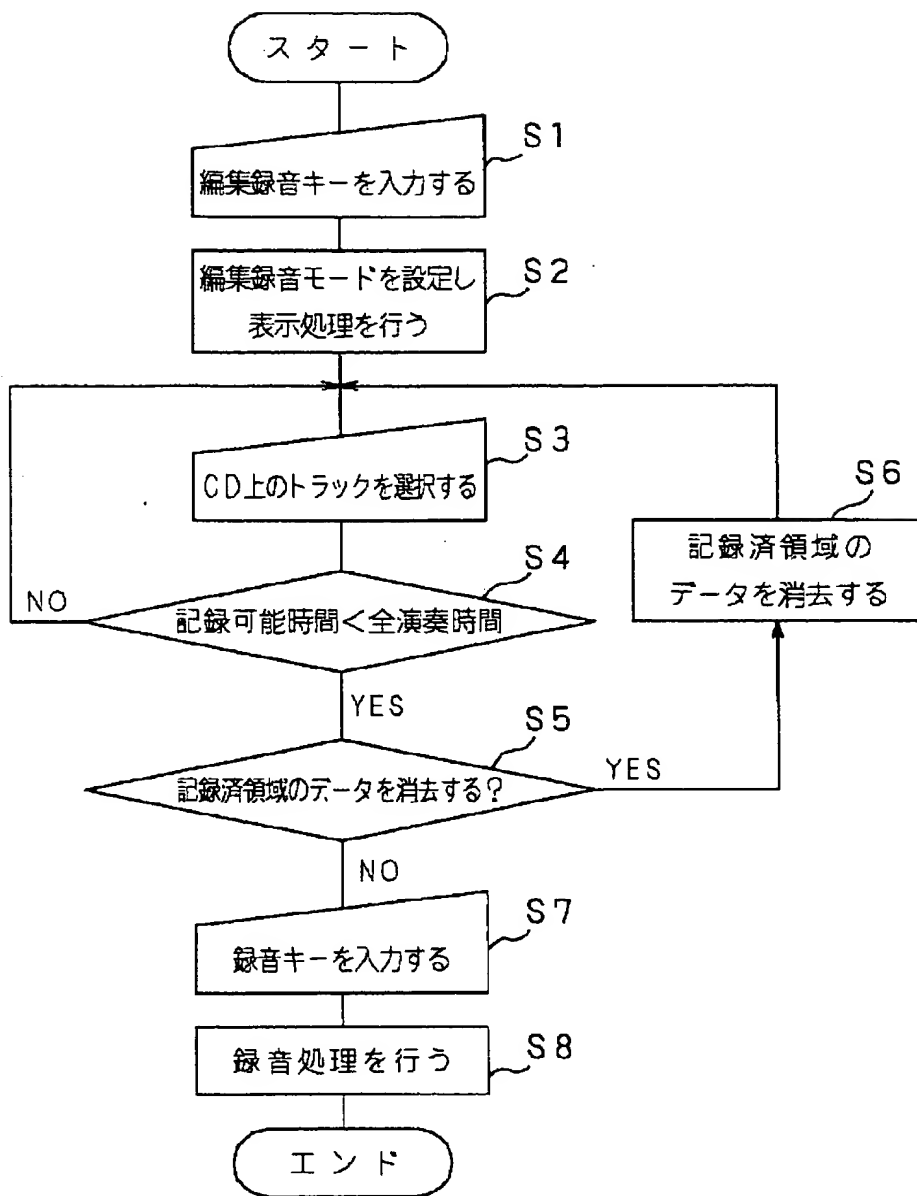 スタート
S1
編集録音キーを入力する
S2
編集録音モードを設定し
表示処理を行う
S3
CD上のトラックを選択する
S6
記録済領域の
データを消去する
S4
NO
記録可能時間<全演奏時間
YES
S5
YES
記録済領域のデータを消去する?
NO
S7
録音キーを入力する
S8
録音処理を行う
エンド